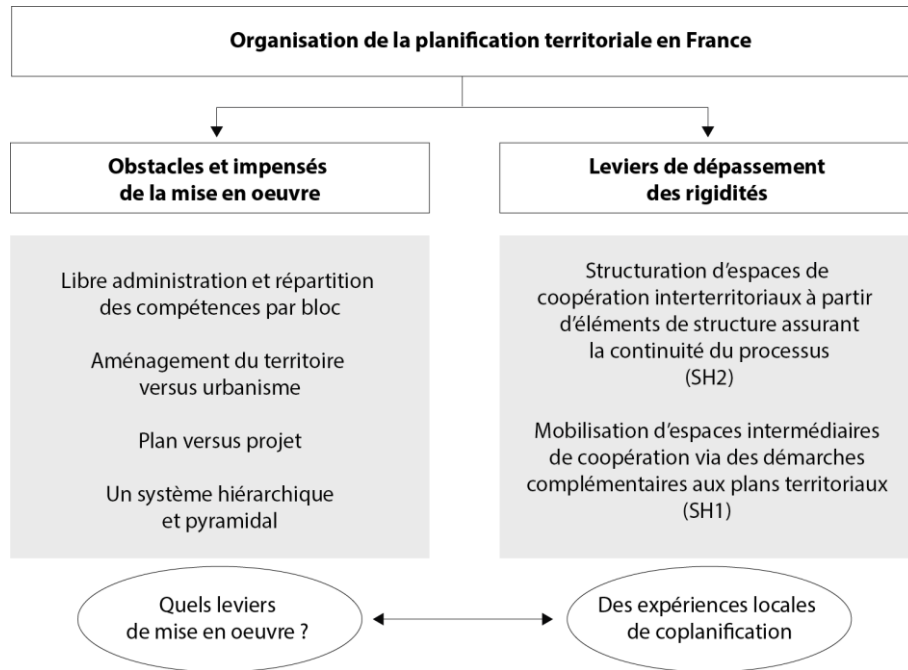 Organisation de la planification territoriale en France
Obstacles et impensés
de la mise en oeuvre
Libre administration et répartition
des compétences par bloc
Aménagement du territoire
versus urbanisme
Plan versus projet
Un système hiérarchique
et pyramidal
Quels leviers
de mise en oeuvre ?
Leviers de dépassement
des rigidités
Structuration d'espaces de
coopération interterritoriaux à partir
d'éléments de structure assurant
la continuité du processus
(SH2)
Mobilisation d'espaces intermédiaires
de coopération via des démarches
complémentaires aux plans territoriaux
(SH1)
Des expériences locales
de coplanification